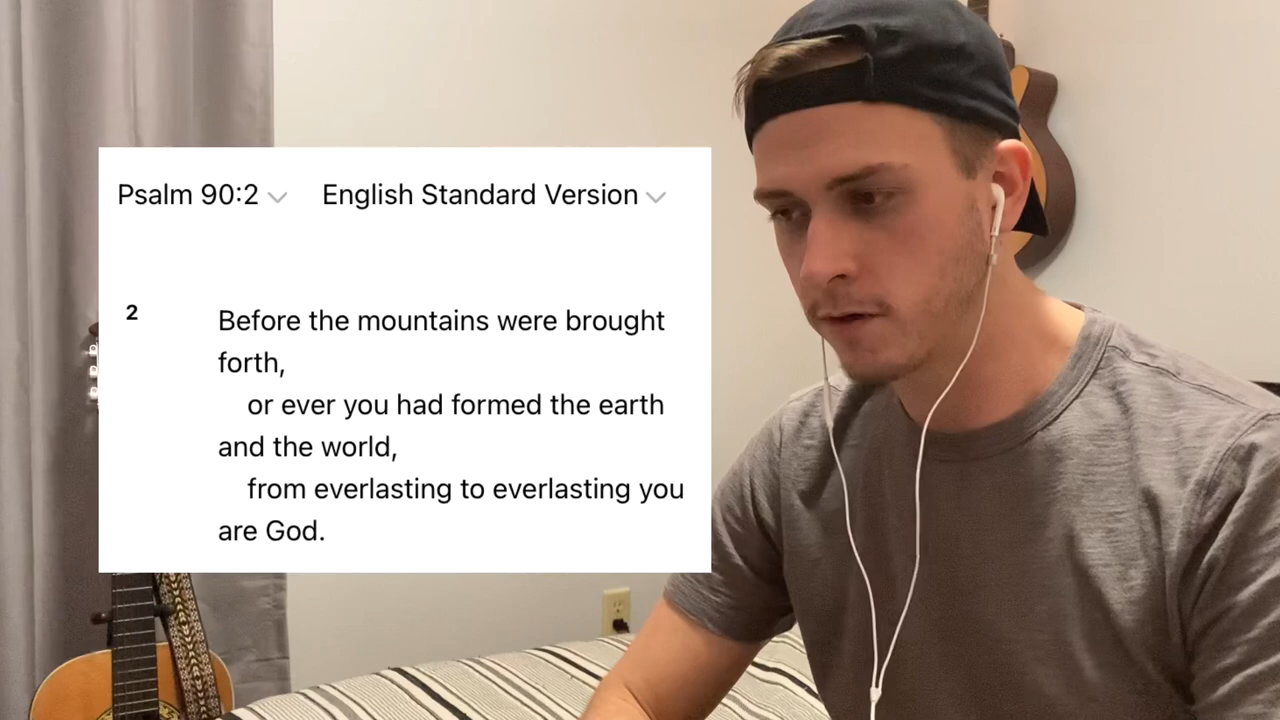 Psalm 90:2 English Standard Version
2 Before the mountains were brought
forth,
or ever you had formed the earth
and the world,
from everlasting to everlasting you
are God.